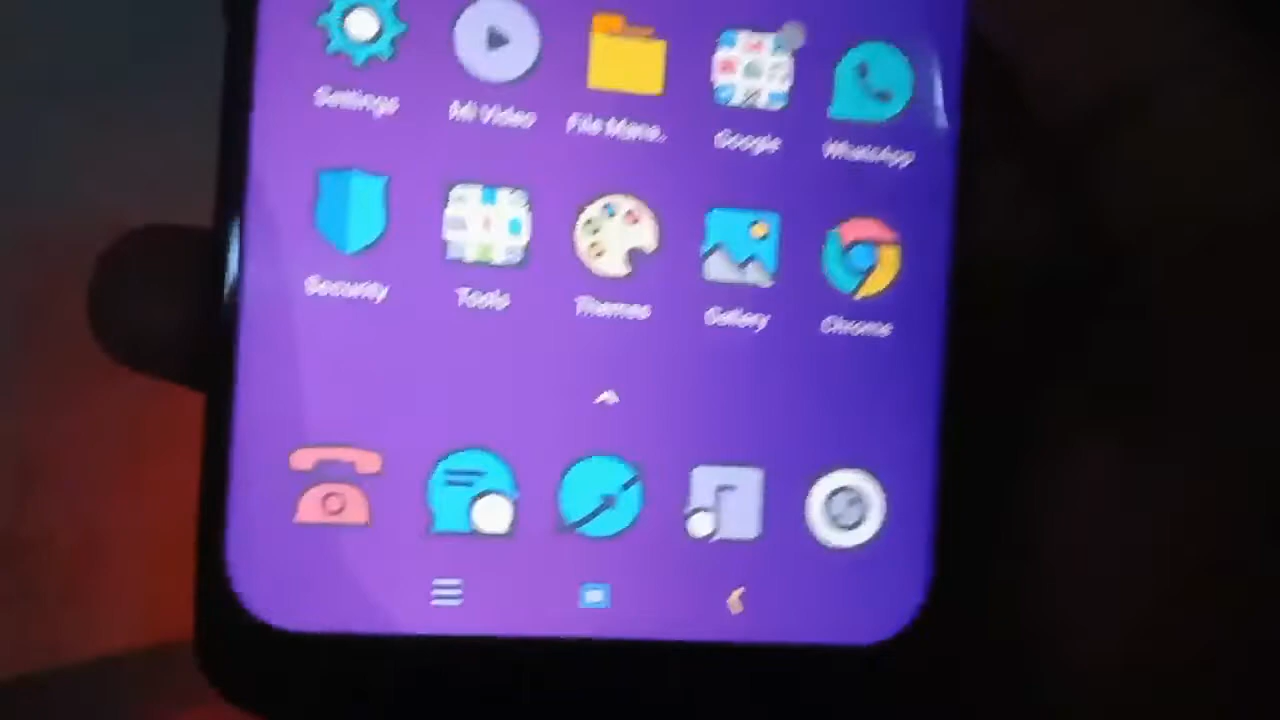 Settings
Mi Video
File Mana..
Google
WhatsApp
Security
Tools
Themes
Gallery
Chrome